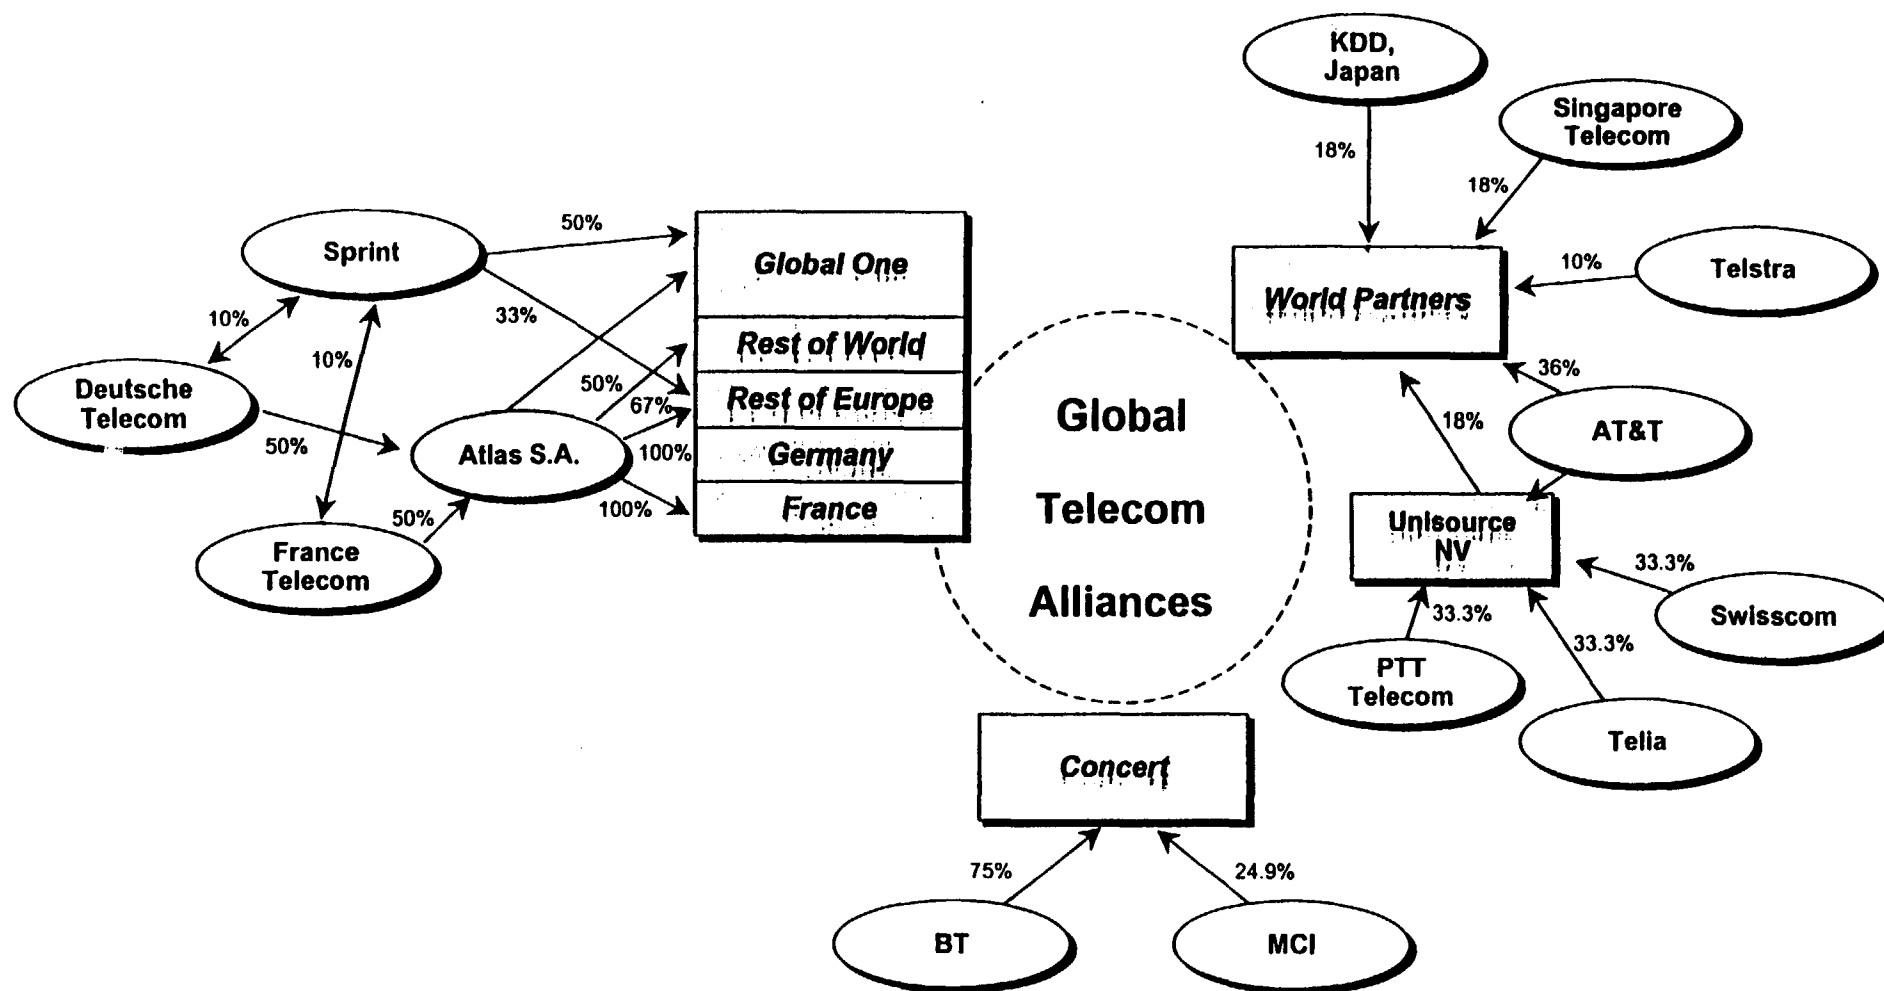 KDD,
Japan
Singapore
Telecom
18%
18%
Telstra
10%
World Partners
36%
AT&T
18%
Unisource
NV
33.3%
Swisscom
33.3%
PTT
Telecom
33.3%
Telia
Sprint
50%
33%
10%
10%
Deutsche
Telecom
50%
France
Telecom
50%
Atlas S.A.
50%
67%
100%
100%
Global One
Rest of World
Rest of Europe
Germany
France
Global
Telecom
Alliances
Concert
75%
24.9%
BT
MCI